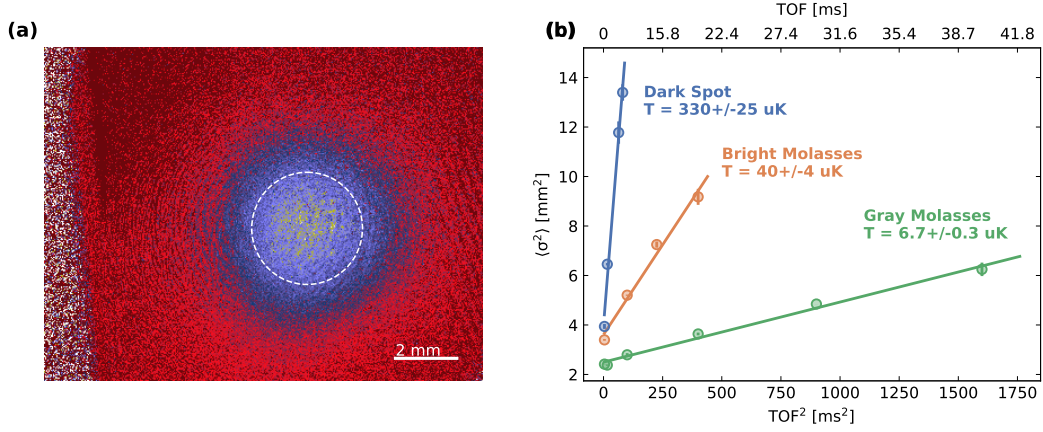 (a)
2 mm
(b)
TOF [ms]
0 15.8 22.4 27.4 31.6 35.4 38.7 41.8
⟨σ²⟩ [mm²]
14
12
10
8
6
4
2
Dark Spot
T = 330+/-25 uK
Bright Molasses
T = 40+/-4 uK
Gray Molasses
T = 6.7+/-0.3 uK
0 250 500 750 1000 1250 1500 1750
TOF² [ms²]